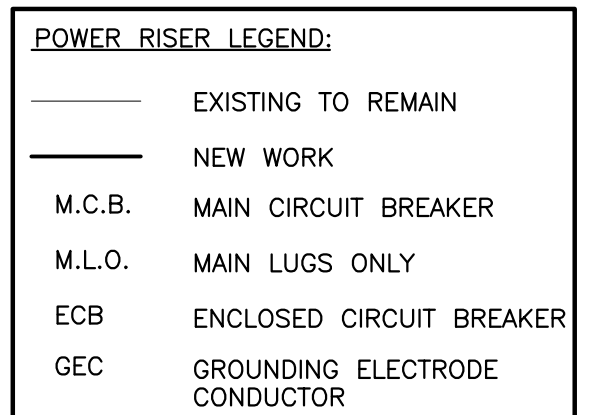 POWER RISER LEGEND:
EXISTING TO REMAIN
NEW WORK
M.C.B. MAIN CIRCUIT BREAKER
M.L.O. MAIN LUGS ONLY
ECB ENCLOSED CIRCUIT BREAKER
GEC GROUNDING ELECTRODE
CONDUCTOR